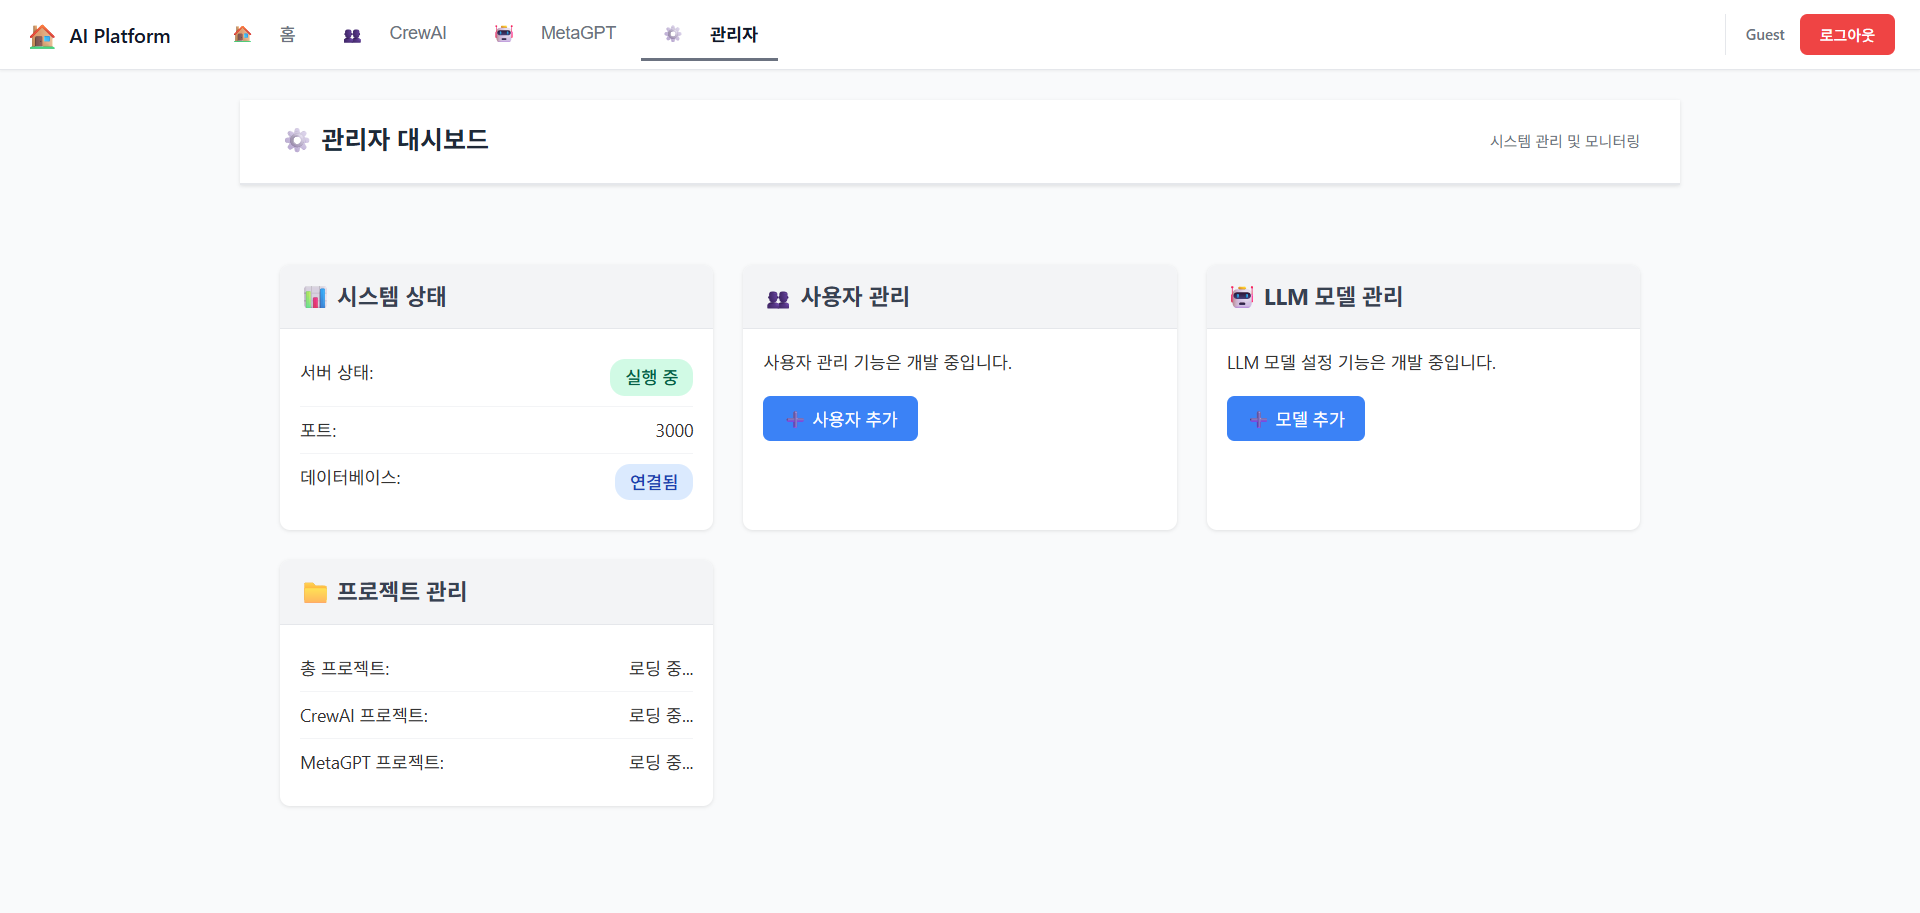 AI Platform
홈
CrewAI
MetaGPT
관리자
Guest
로그아웃
관리자 대시보드
시스템 관리 및 모니터링
시스템 상태
서버 상태:
실행 중
포트:
3000
데이터베이스:
연결됨
사용자 관리
사용자 관리 기능은 개발 중입니다.
사용자 추가
LLM 모델 관리
LLM 모델 설정 기능은 개발 중입니다.
모델 추가
프로젝트 관리
총 프로젝트:
로딩 중...
CrewAI 프로젝트:
로딩 중...
MetaGPT 프로젝트:
로딩 중...